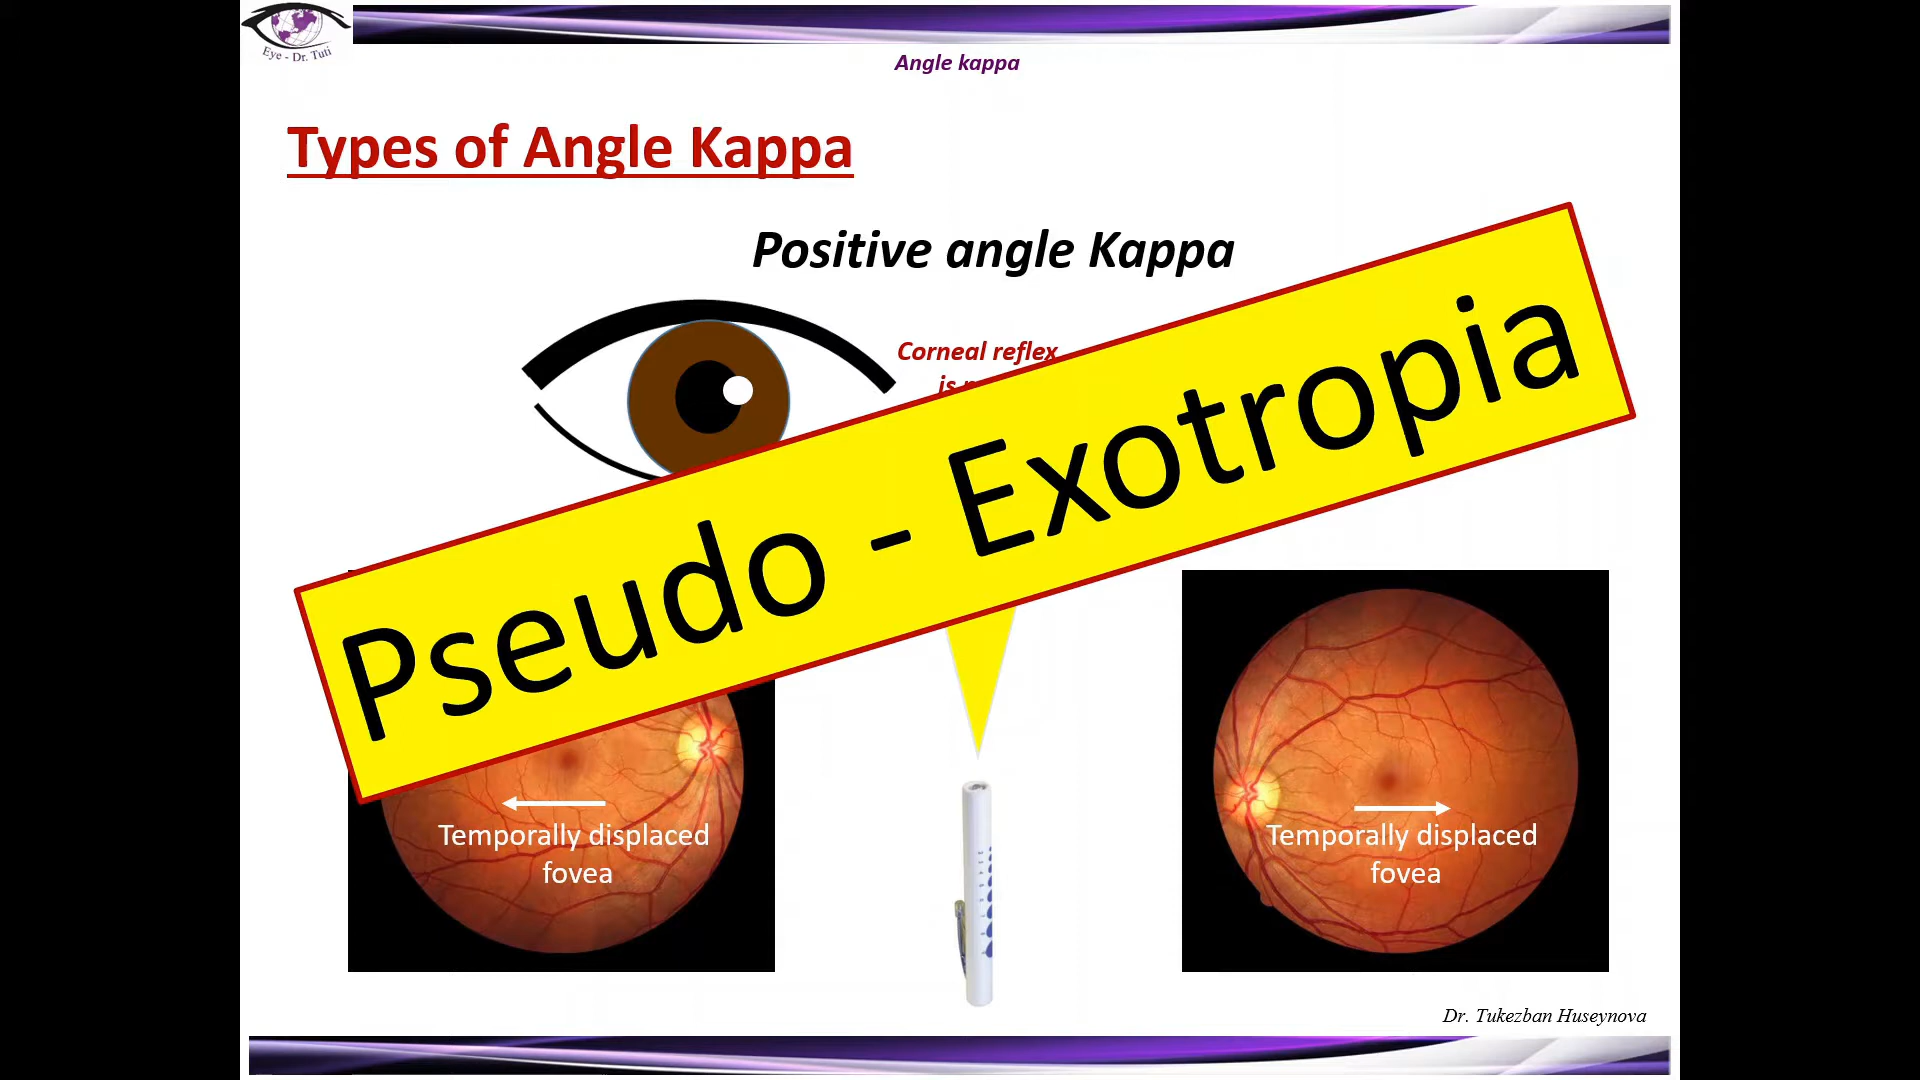 Eye - Dr. Tuti
Angle kappa
Types of Angle Kappa
Positive angle Kappa
Corneal reflex
is
Pseudo - Exotropia
Temporally displaced
fovea
Temporally displaced
fovea
Dr. Tukezban Huseynova